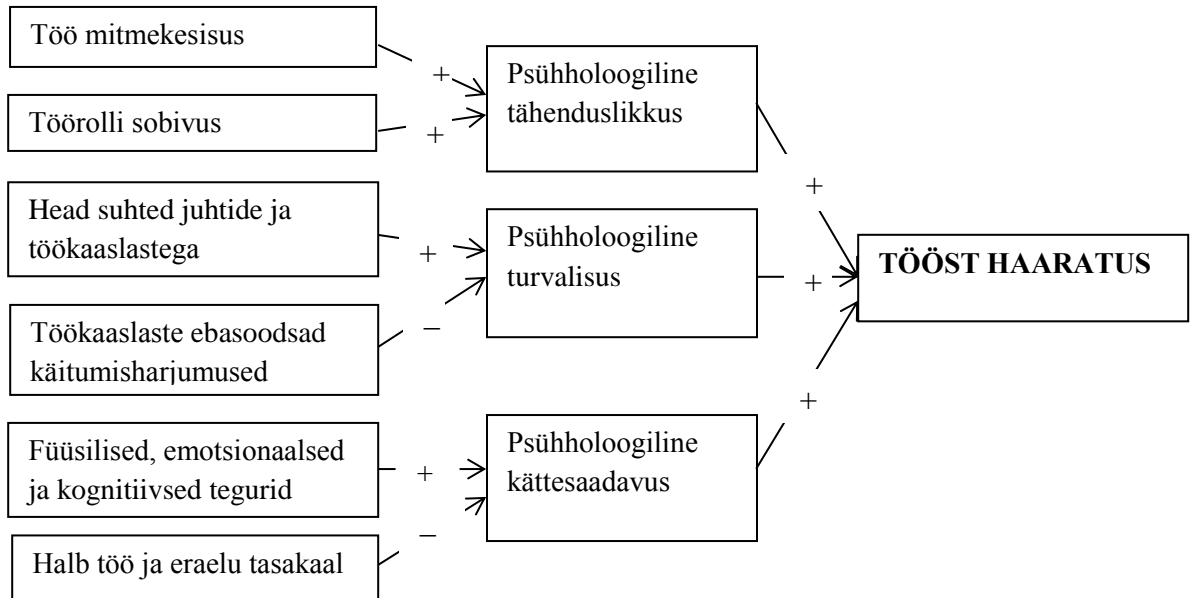 Töö mitmekesisus
+
Töörolli sobivus
+
Psühholoogiline
tähenduslikkus
+
Head suhted juhtide ja
töökaaslastega
+
Töökaaslaste ebasoodsad
käitumisharjumused
–
Psühholoogiline
turvalisus
+
Füüsilised, emotsionaalsed
ja kognitiivsed tegurid
+
Halb töö ja eraelu tasakaal
–
Psühholoogiline
kättesaadavus
+
TÖÖST HAARATUS